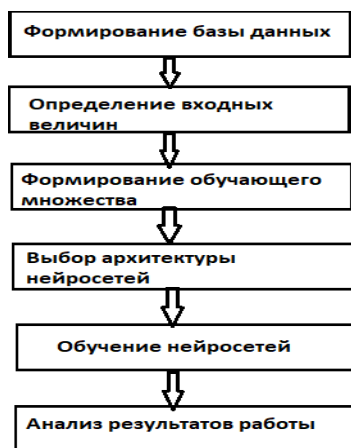 Формирование базы данных
Определение входных
величин
Формирование обучающего
множества
Выбор архитектуры
нейросетей
Обучение нейросетей
Анализ результатов работы